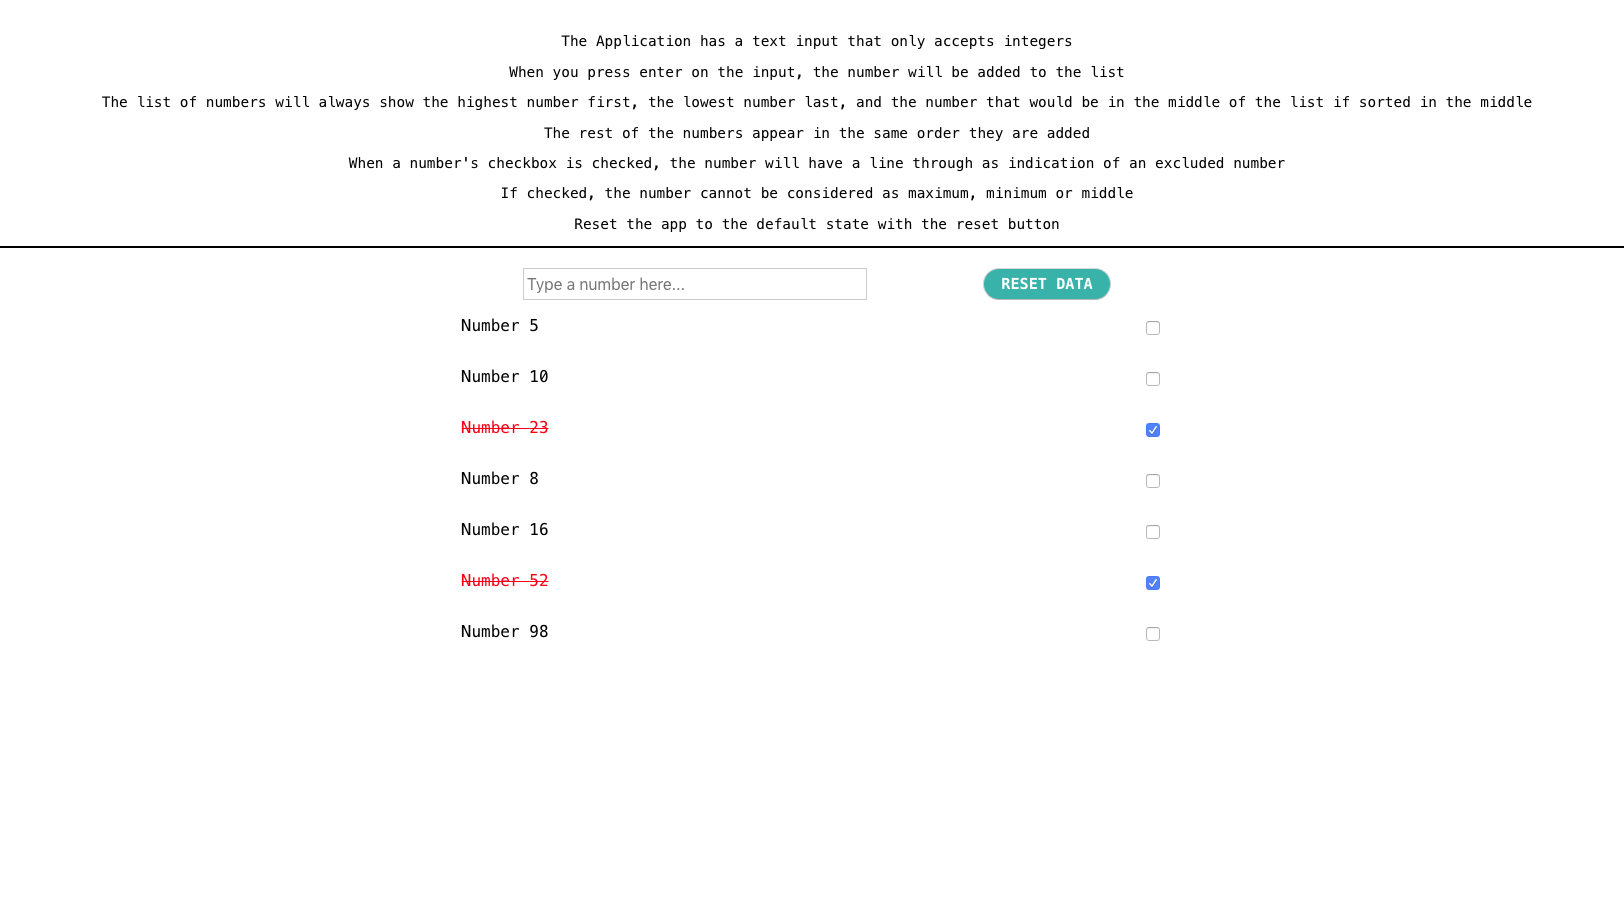 The Application has a text input that only accepts integers
When you press enter on the input, the number will be added to the list
The list of numbers will always show the highest number first, the lowest number last, and the number that would be in the middle of the list if sorted in the middle
The rest of the numbers appear in the same order they are added
When a number's checkbox is checked, the number will have a line through as indication of an excluded number
If checked, the number cannot be considered as maximum, minimum or middle
Reset the app to the default state with the reset button
Type a number here...
RESET DATA
Number 5
Number 10
Number 23
Number 8
Number 16
Number 52
Number 98